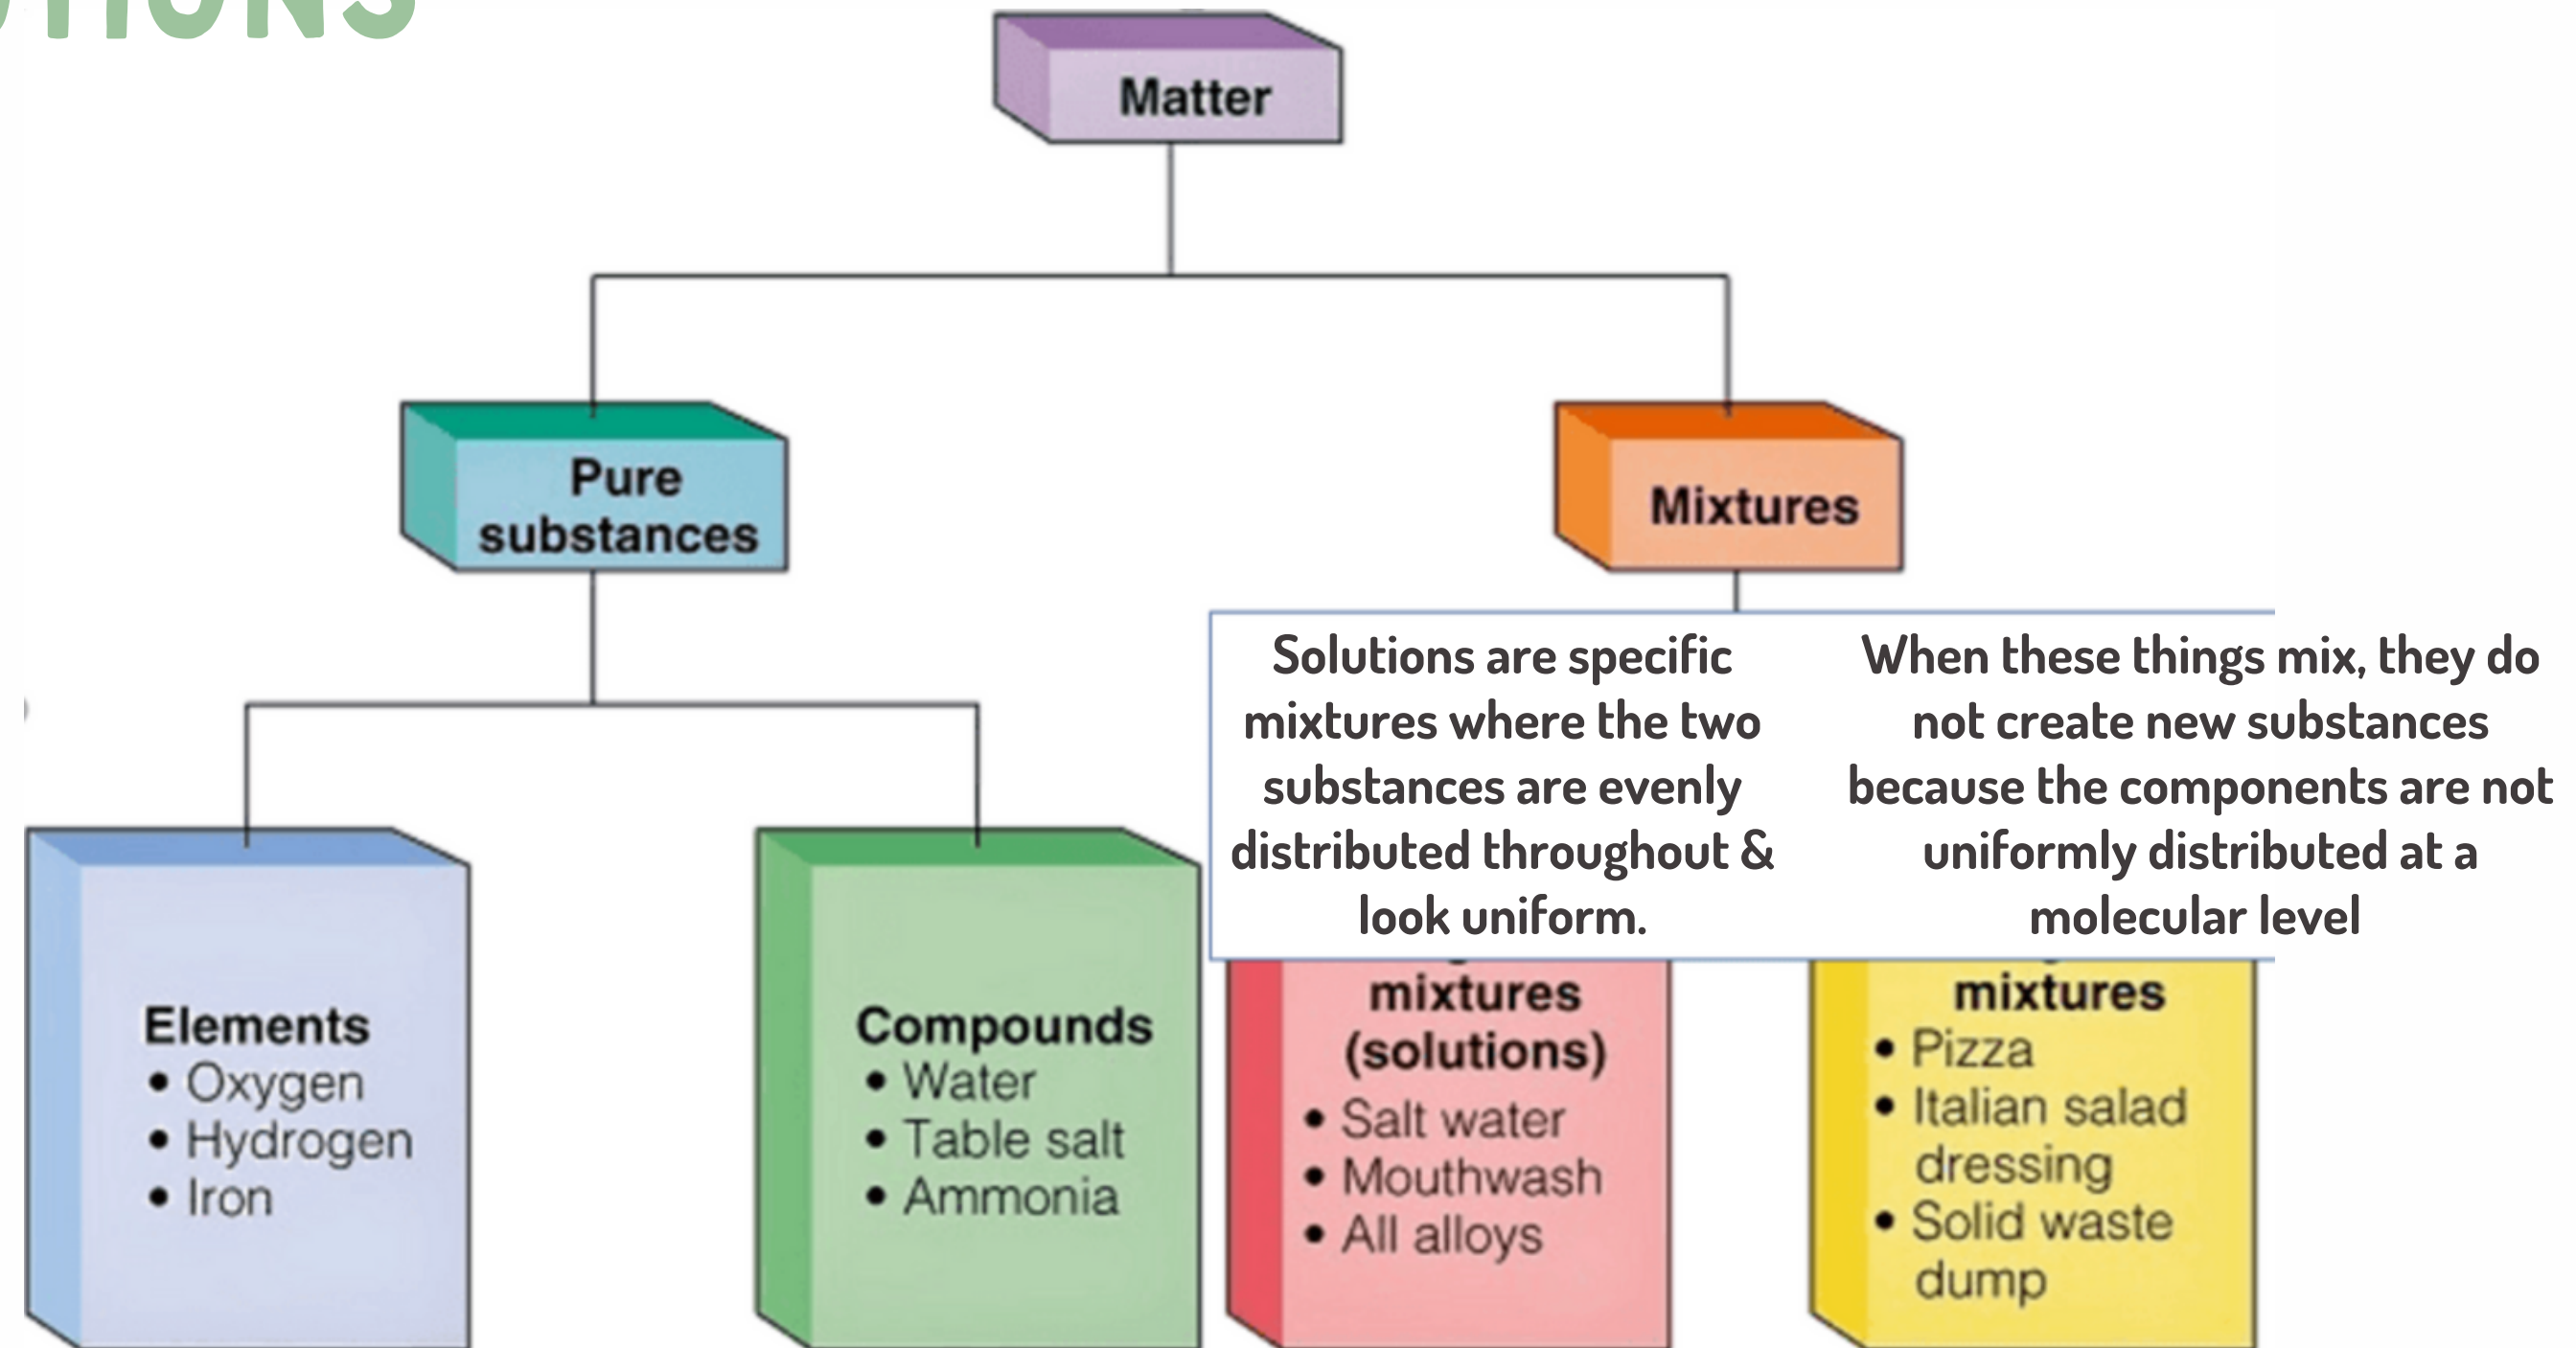 Matter
Pure
substances
Mixtures
Solutions are specific
mixtures where the two
substances are evenly
distributed throughout &
look uniform.
When these things mix, they do
not create new substances
because the components are not
uniformly distributed at a
molecular level
Elements
• Oxygen
• Hydrogen
• Iron
Compounds
• Water
• Table salt
• Ammonia
mixtures
(solutions)
• Salt water
• Mouthwash
• All alloys
mixtures
• Pizza
• Italian salad
dressing
• Solid waste
dump